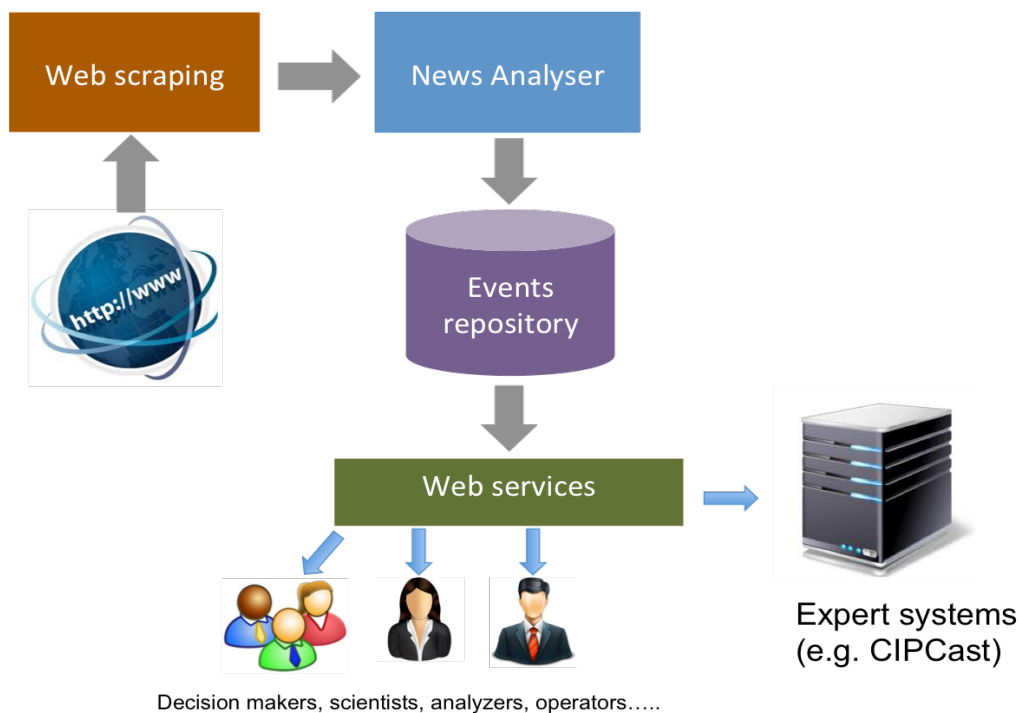 Web scraping
News Analyser
http://www
Events
repository
Web services
Expert systems
(e.g. CIPCast)
Decision makers, scientists, analyzers, operators…..